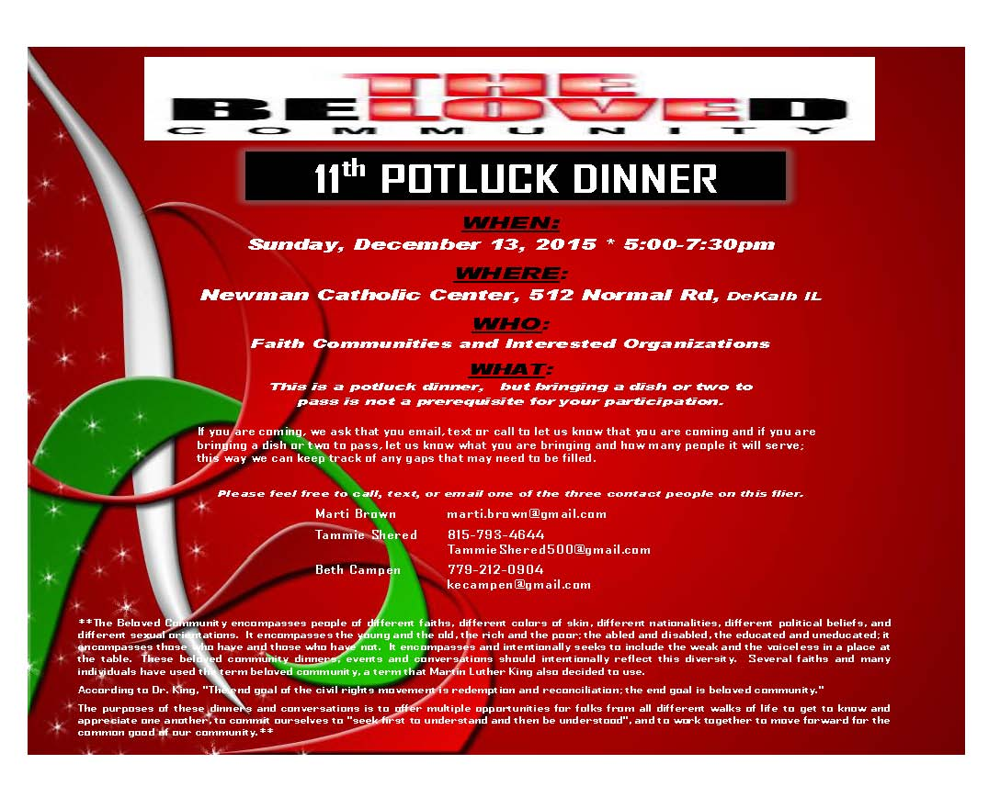 THE
BELOVED
COMMUNITY
11th POTLUCK DINNER
WHEN:
Sunday, December 13, 2015 * 5:00-7:30pm
WHERE:
Newman Catholic Center, 512 Normal Rd, DeKalb IL
WHO:
Faith Communities and Interested Organizations
WHAT:
This is a potluck dinner, but bringing a dish or two to
pass is not a prerequisite for your participation.
If you are coming, we ask that you email, text or call to let us know that you are coming and if you are
bringing a dish or two to pass, let us know what you are bringing and how many people it will serve;
this way we can keep track of any gaps that may need to be filled.
Please feel free to call, text, or email one of the three contact people on this flier.
Marti Brown marti.brown@gmail.com
Tammie Shered 815-793-4644
TammieShered500@gmail.com
Beth Campen 779-212-0904
kecampen@gmail.com
**The Beloved Community encompasses people of different faiths, different colors of skin, different nationalities, different political beliefs, and
different sexual orientations. It encompasses the young and the old, the rich and the poor; the abled and disabled, the educated and uneducated; it
encompasses those who have and those who have not. It encompasses and intentionally seeks to include the weak and the voiceless in a place at
the table. These beloved community dinners, events and conversations should intentionally reflect this diversity. Several faiths and many
individuals have used the term beloved community, a term that Martin Luther King also decided to use.
According to Dr. King, "The end goal of the civil rights movement is redemption and reconciliation; the end goal is beloved community."
The purposes of these dinners and conversations is to offer multiple opportunities for folks from all different walks of life to get to know and
appreciate one another, to commit ourselves to "seek first to understand and then be understood", and to work together to move forward for the
common good of our community.**